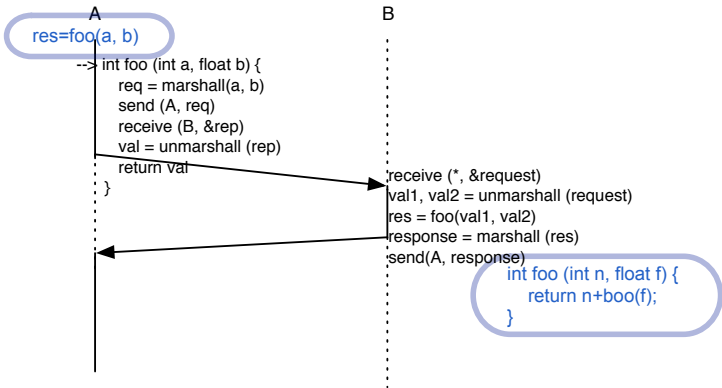 A
B
res=foo(a, b)
--> int foo (int a, float b) {
req = marshall(a, b)
send (A, req)
receive (B, &rep)
val = unmarshall (rep)
return val
}
receive (*, &request)
val1, val2 = unmarshall (request)
res = foo(val1, val2)
response = marshall (res)
send(A, response)
int foo (int n, float f) {
return n+boo(f);
}